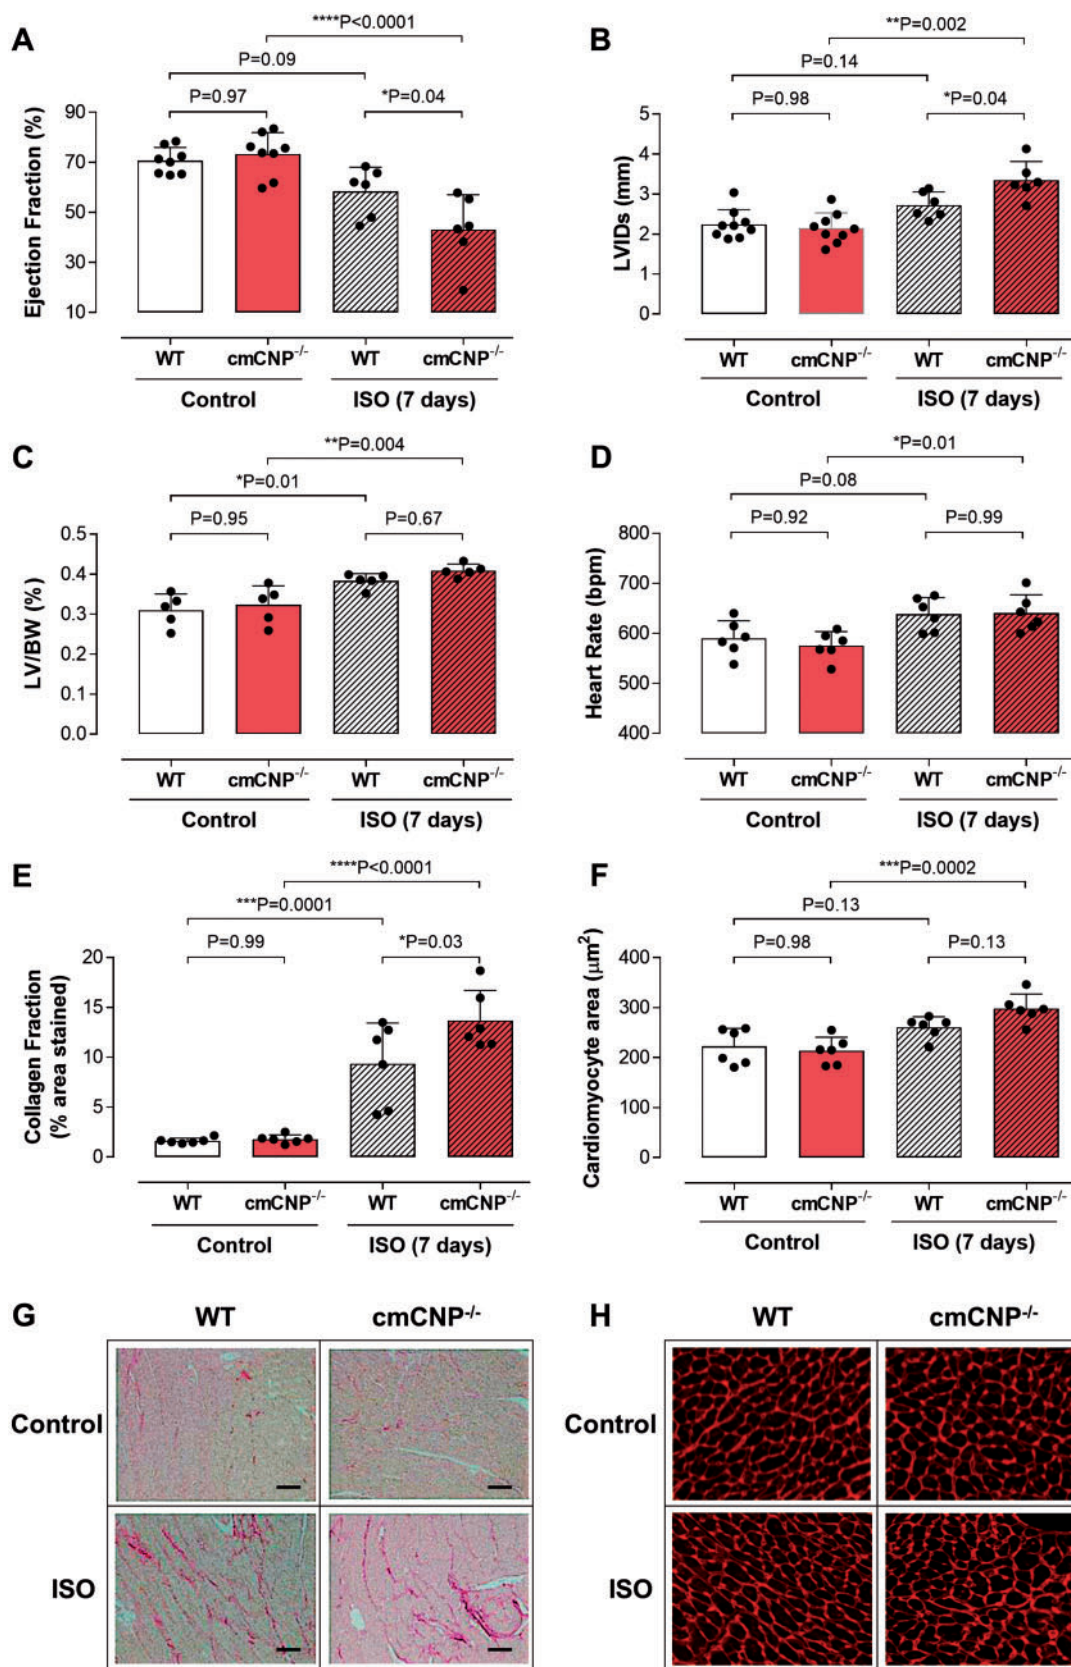 A
****P<0.0001
P=0.09
P=0.97
*P=0.04
Ejection Fraction (%)
90
70
50
30
10
WT
cmCNP-/-
WT
cmCNP-/-
Control
ISO (7 days)
B
**P=0.002
P=0.14
P=0.98
*P=0.04
LVIDs (mm)
5
4
3
2
1
0
WT
cmCNP-/-
WT
cmCNP-/-
Control
ISO (7 days)
C
**P=0.004
*P=0.01
P=0.95
P=0.67
LV/BW (%)
0.5
0.4
0.3
0.2
0.1
0.0
WT
cmCNP-/-
WT
cmCNP-/-
Control
ISO (7 days)
D
*P=0.01
P=0.08
P=0.92
P=0.99
Heart Rate (bpm)
800
700
600
500
400
WT
cmCNP-/-
WT
cmCNP-/-
Control
ISO (7 days)
E
****P<0.0001
***P=0.0001
P=0.99
*P=0.03
Collagen Fraction
(% area stained)
20
15
10
5
0
WT
cmCNP-/-
WT
cmCNP-/-
Control
ISO (7 days)
F
***P=0.0002
P=0.13
P=0.98
P=0.13
Cardiomyocyte area (μm²)
400
300
200
100
0
WT
cmCNP-/-
WT
cmCNP-/-
Control
ISO (7 days)
G
WT
cmCNP-/-
Control
ISO
H
WT
cmCNP-/-
Control
ISO